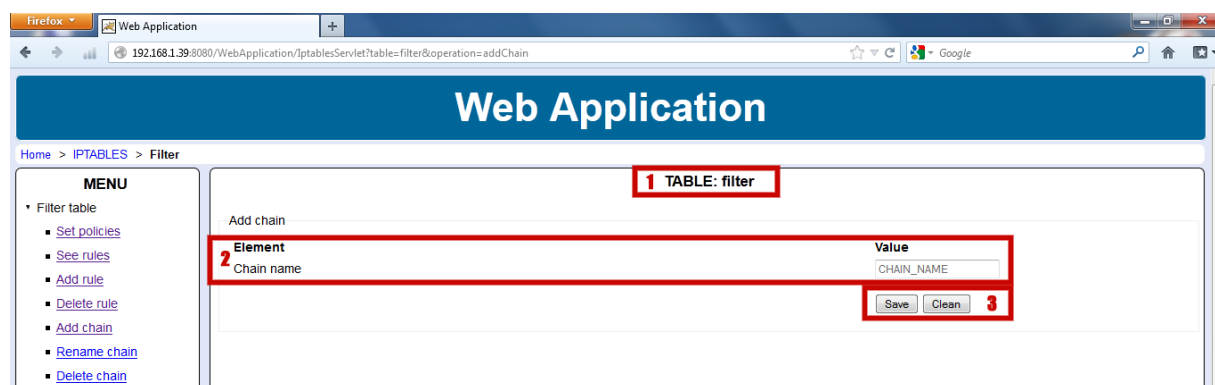 Firefox
Web Application
192.168.1.39:8080/WebApplication/IptablesServlet?table=filter&operation=addChain
Google
Web Application
Home > IPTABLES > Filter
MENU
Filter table
Set policies
See rules
Add rule
Delete rule
Add chain
Rename chain
Delete chain
1 TABLE: filter
Add chain
2 Element Value
Chain name CHAIN_NAME
Save Clean 3